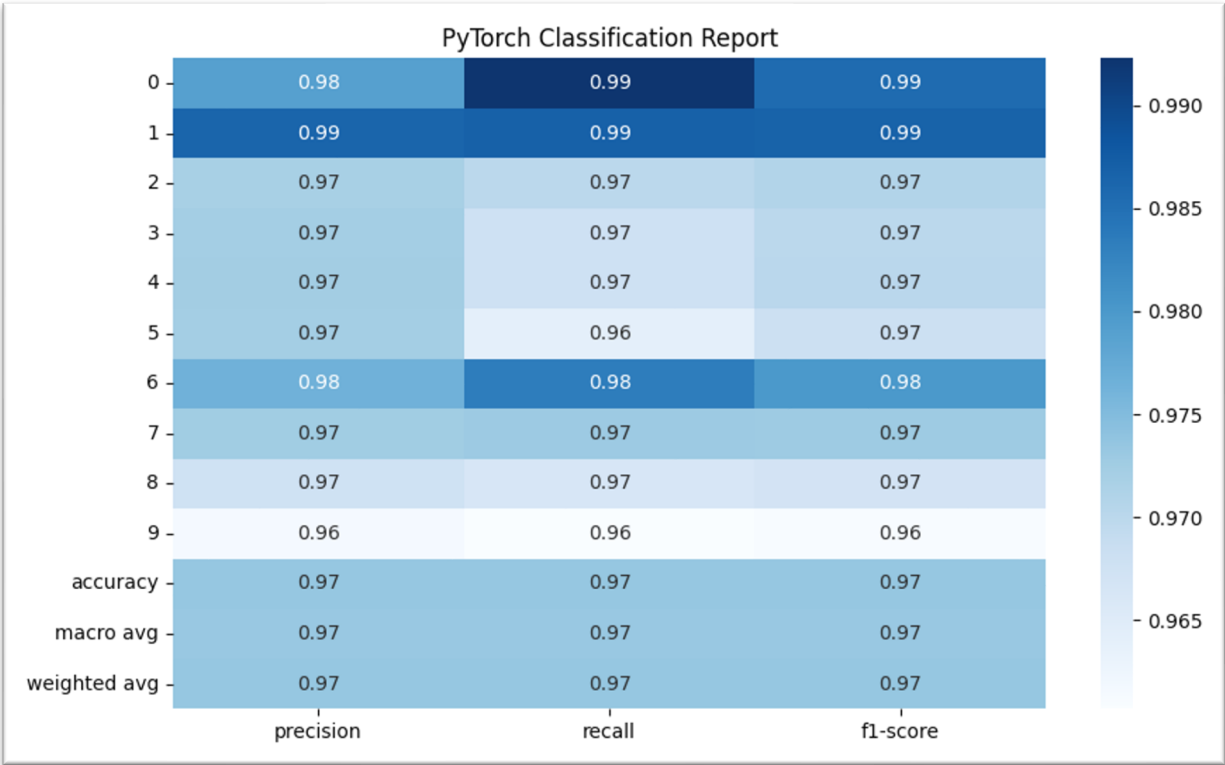 PyTorch Classification Report
0 0.98 0.99 0.99
1 0.99 0.99 0.99
2 0.97 0.97 0.97
3 0.97 0.97 0.97
4 0.97 0.97 0.97
5 0.97 0.96 0.97
6 0.98 0.98 0.98
7 0.97 0.97 0.97
8 0.97 0.97 0.97
9 0.96 0.96 0.96
accuracy 0.97 0.97 0.97
macro avg 0.97 0.97 0.97
weighted avg 0.97 0.97 0.97
precision recall f1-score
0.990
0.985
0.980
0.975
0.970
0.965